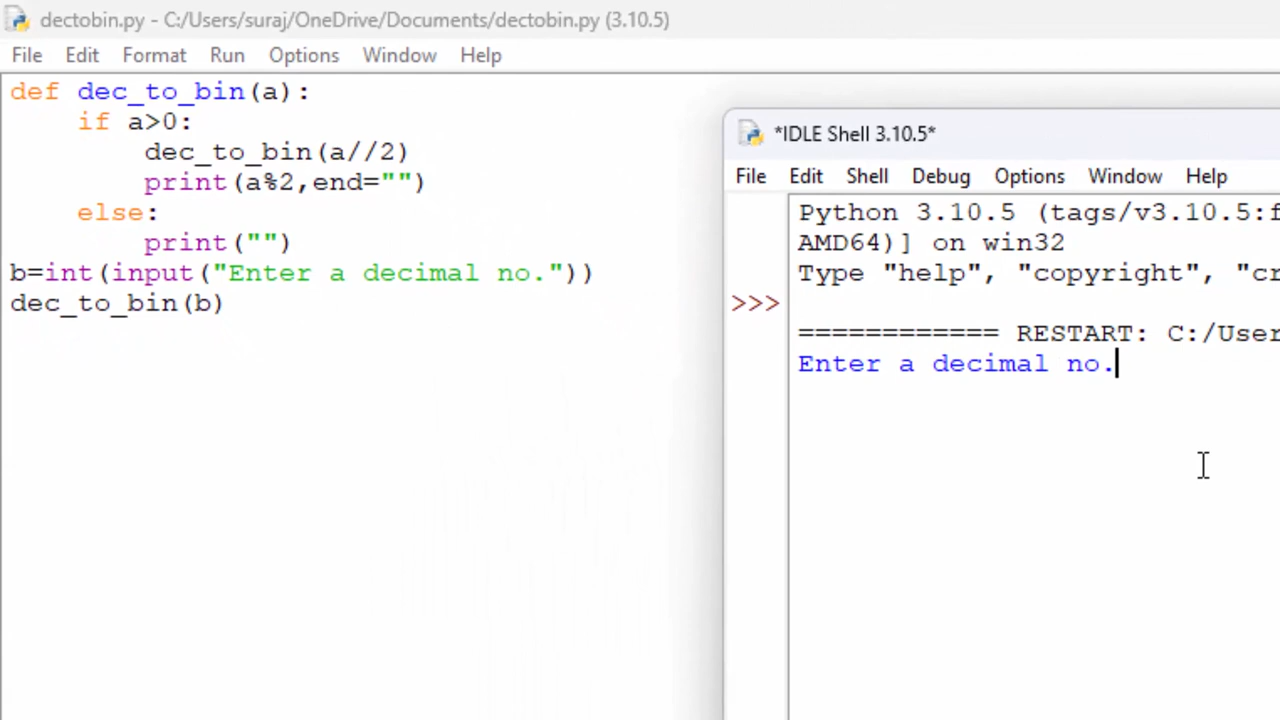 dectobin.py - C:/Users/suraj/OneDrive/Documents/dectobin.py (3.10.5)
File Edit Format Run Options Window Help
def dec_to_bin(a):
    if a>0:
        dec_to_bin(a//2)
        print(a%2,end="")
    else:
        print("")
b=int(input("Enter a decimal no."))
dec_to_bin(b)
*IDLE Shell 3.10.5*
File Edit Shell Debug Options Window Help
Python 3.10.5 (tags/v3.10.5:f
AMD64)] on win32
Type "help", "copyright", "cr
>>>
============ RESTART: C:/User
Enter a decimal no.